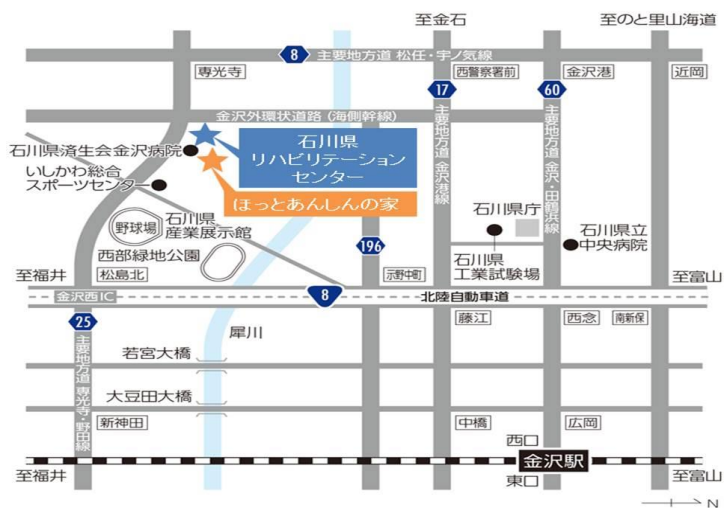 至金石
至のと里山海道
8
主要地方道 松任・宇ノ気線
専光寺
西警察署前
金沢港
近岡
17
60
金沢外環状道路（海側幹線）
石川県
リハビリテーション
センター
ほっとあんしんの家
石川県済生会金沢病院
いしかわ総合
スポーツセンター
主要地方道 金沢港線
主要地方道 金沢・田鶴浜線
野球場
石川県
産業展示館
西部緑地公園
196
石川県庁
石川県
工業試験場
石川県立
中央病院
至福井
松島北
示野中町
至富山
金沢西IC
8
北陸自動車道
25
主要地方道 専光寺・野田線
藤江
西念
南新保
犀川
若宮大橋
大豆田大橋
新神田
中橋
広岡
西口
金沢駅
東口
至福井
至富山
N